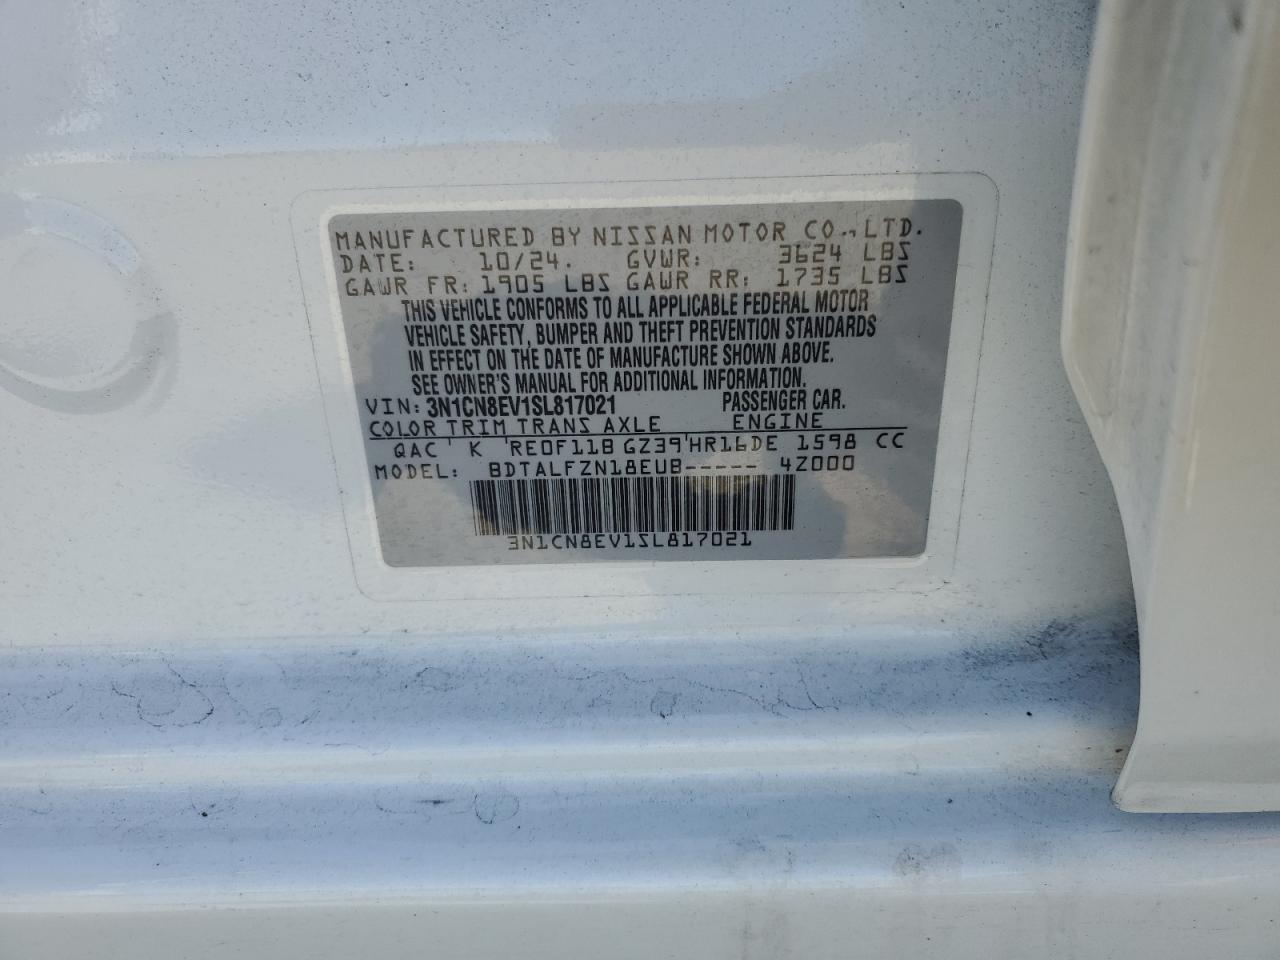 MANUFACTURED BY NISSAN MOTOR CO., LTD.
DATE: 10/24. GVWR: 3624 LBS
GAWR FR: 1905 LBS GAWR RR: 1735 LBS
THIS VEHICLE CONFORMS TO ALL APPLICABLE FEDERAL MOTOR
VEHICLE SAFETY, BUMPER AND THEFT PREVENTION STANDARDS
IN EFFECT ON THE DATE OF MANUFACTURE SHOWN ABOVE.
SEE OWNER'S MANUAL FOR ADDITIONAL INFORMATION.
VIN: 3N1CN8EV1SL817021 PASSENGER CAR.
COLOR TRIM TRANS AXLE ENGINE
QAC ' K 'RE0F11B GZ39'HR16DE 1598 CC
MODEL: BDTALFZN18EUB----- 4Z000
3N1CN8EV1SL817021